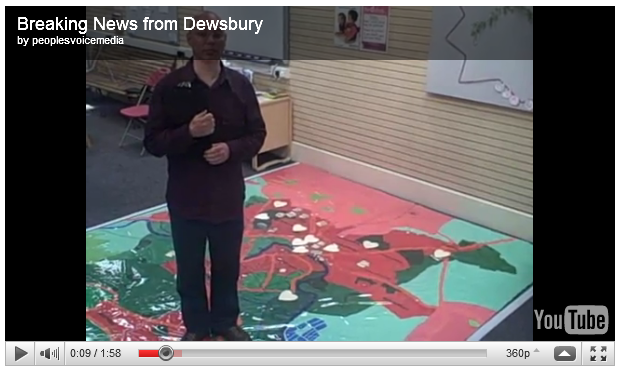 Breaking News from Dewsbury
by peoplesvoicemedia
YouTube
0:09 / 1:58
360p